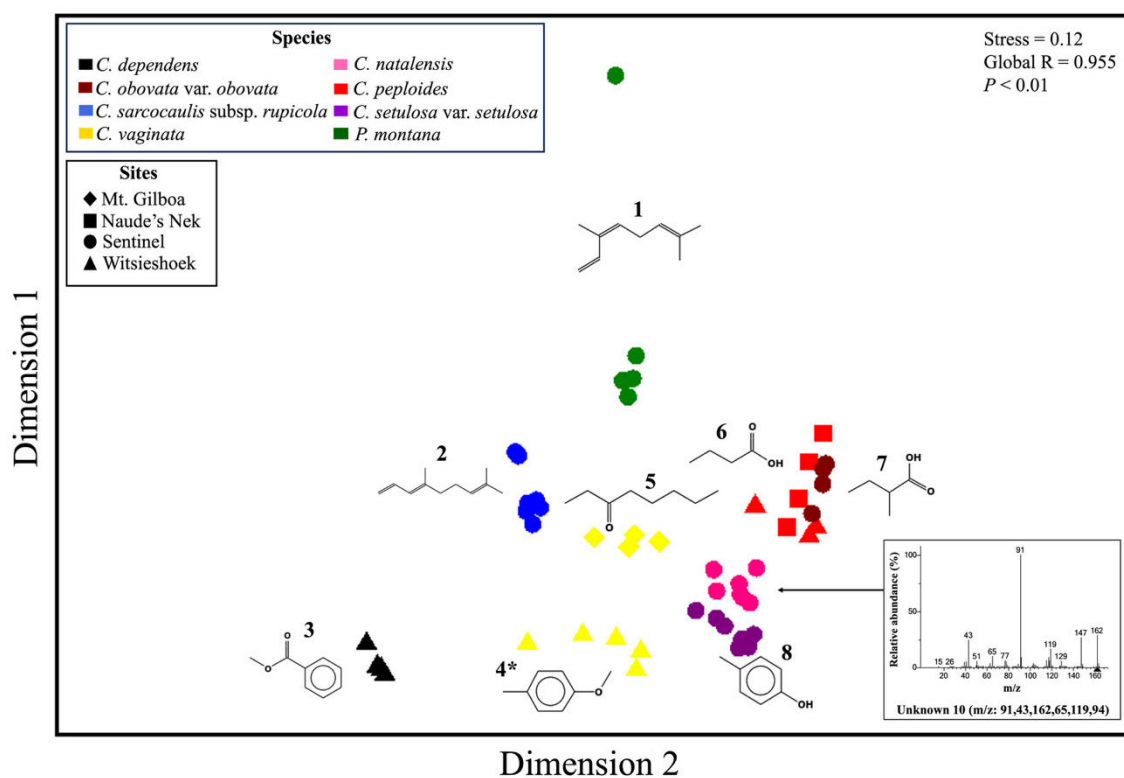 Species
C. dependens
C. natalensis
C. obovata var. obovata
C. peploides
C. sarcocaulis subsp. rupicola
C. setulosa var. setulosa
C. vaginata
P. montana
Stress = 0.12
Global R = 0.955
P < 0.01
Sites
Mt. Gilboa
Naude's Nek
Sentinel
Witsieshoek
1
2
6
O
OH
7
OH
O
5
O
3
O
O
4*
O
8
OH
Relative abundance (%)
100
50
0
91
43
162
147
119
65
51
77
129
15 26
20 40 60 80 100 120 140 160
m/z
Unknown 10 (m/z: 91,43,162,65,119,94)
Dimension 1
Dimension 2